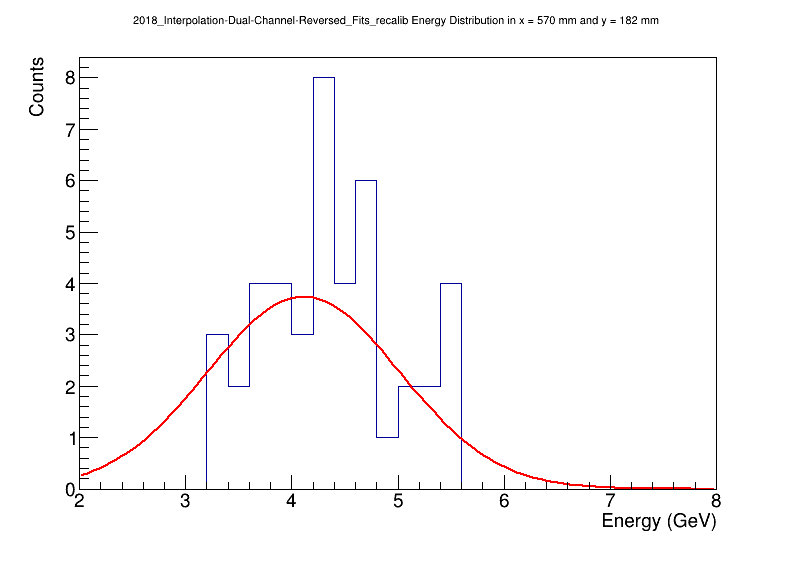 2018_Interpolation-Dual-Channel-Reversed_Fits_recalib Energy Distribution in x = 570 mm and y = 182 mm
Counts
8
7
6
5
4
3
2
1
0
2 3 4 5 6 7 8
Energy (GeV)